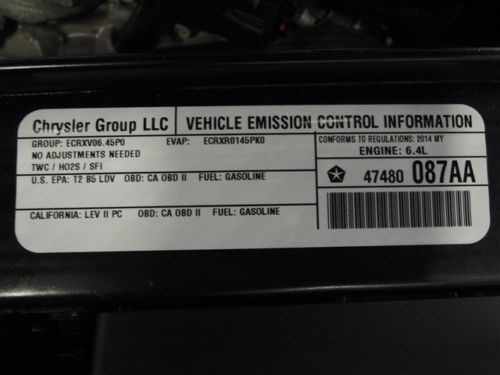 Chrysler Group LLC
VEHICLE EMISSION CONTROL INFORMATION
GROUP: ECRXV06.45P0 EVAP: ECRXR0145PK0
NO ADJUSTMENTS NEEDED
TWC / HO2S / SFI
CONFORMS TO REGULATIONS: 2014 MY
ENGINE: 6.4L
U.S. EPA: T2 B5 LDV OBD: CA OBD II FUEL: GASOLINE
47480 087AA
CALIFORNIA: LEV II PC OBD: CA OBD II FUEL: GASOLINE